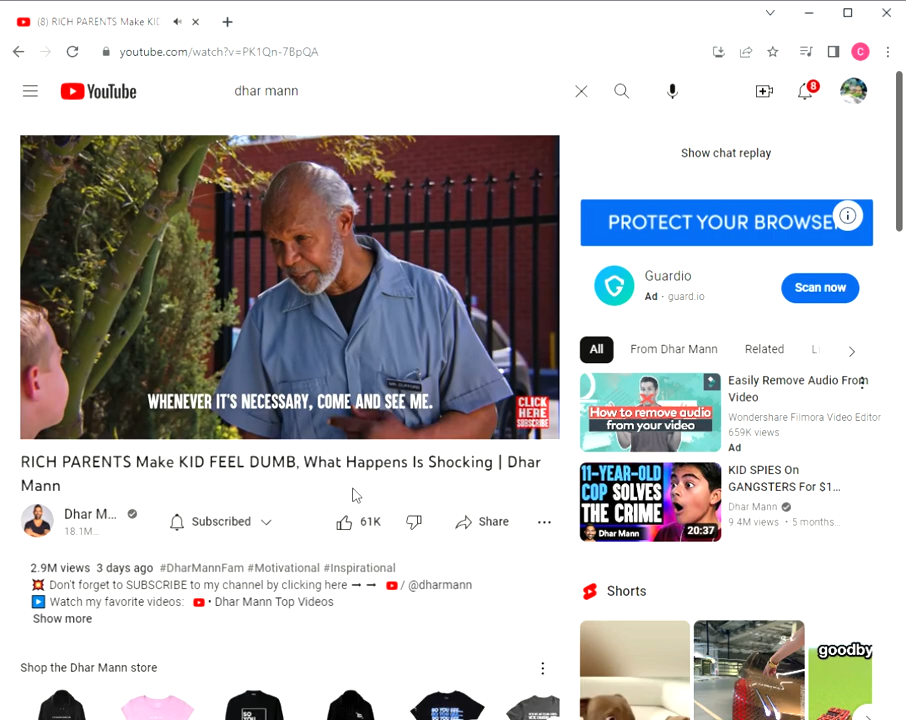 (8) RICH PARENTS Make KID
youtube.com/watch?v=PK1Qn-7BpQA
C
YouTube
dhar mann
8
WHENEVER IT'S NECESSARY, COME AND SEE ME.
CLICK
HERE
SUBSCRIBE
RICH PARENTS Make KID FEEL DUMB, What Happens Is Shocking | Dhar
Mann
Dhar M...
18.1M...
Subscribed
61K
Share
2.9M views 3 days ago #DharMannFam #Motivational #Inspirational
Don't forget to SUBSCRIBE to my channel by clicking here ➞ ➞ / @dharmann
Watch my favorite videos: • Dhar Mann Top Videos
Show more
Shop the Dhar Mann store
Show chat replay
PROTECT YOUR BROWSE
Guardio
Ad · guard.io
Scan now
All
From Dhar Mann
Related
How to remove audio
from your video
Easily Remove Audio From
Video
Wondershare Filmora Video Editor
659K views
Ad
11-YEAR-OLD
COP SOLVES
THE CRIME
Dhar Mann
20:37
KID SPIES On
GANGSTERS For $1...
Dhar Mann
9.4M views • 5 months...
Shorts
goodby